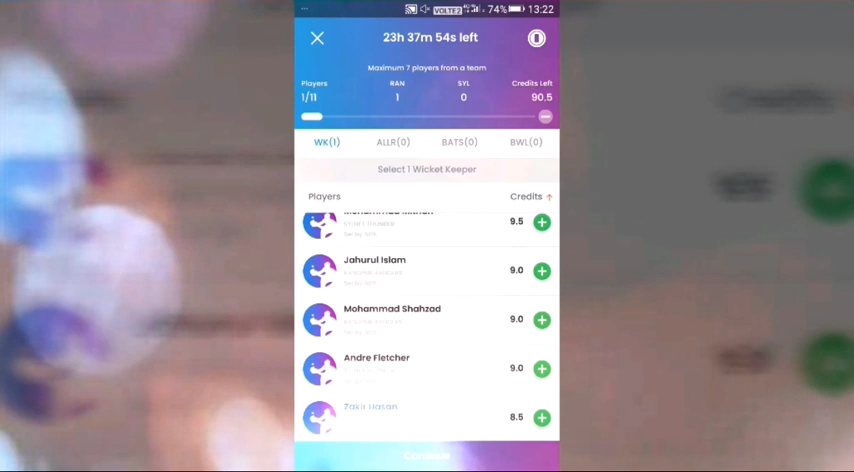 VOLTE2 4G 74% 13:22
23h 37m 54s left
Maximum 7 players from a team
Players RAN SYL Credits Left
1/11 1 0 90.5
WK(1) ALLR(0) BATS(0) BWL(0)
Select 1 Wicket Keeper
Players Credits
9.5
Jahurul Islam
9.0
Mohammad Shahzad
9.0
Andre Fletcher
9.0
Zakir Hasan
8.5
Continue